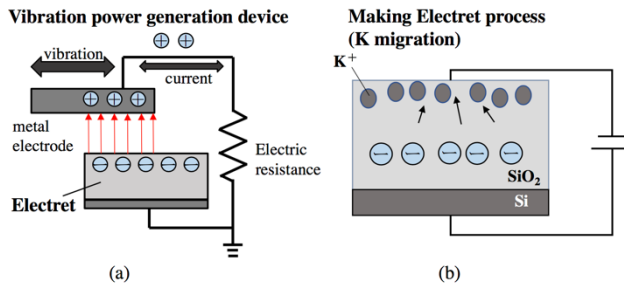 Vibration power generation device
vibration
current
metal
electrode
Electric
resistance
Electret
(a)
Making Electret process
(K migration)
K+
SiO2
Si
(b)